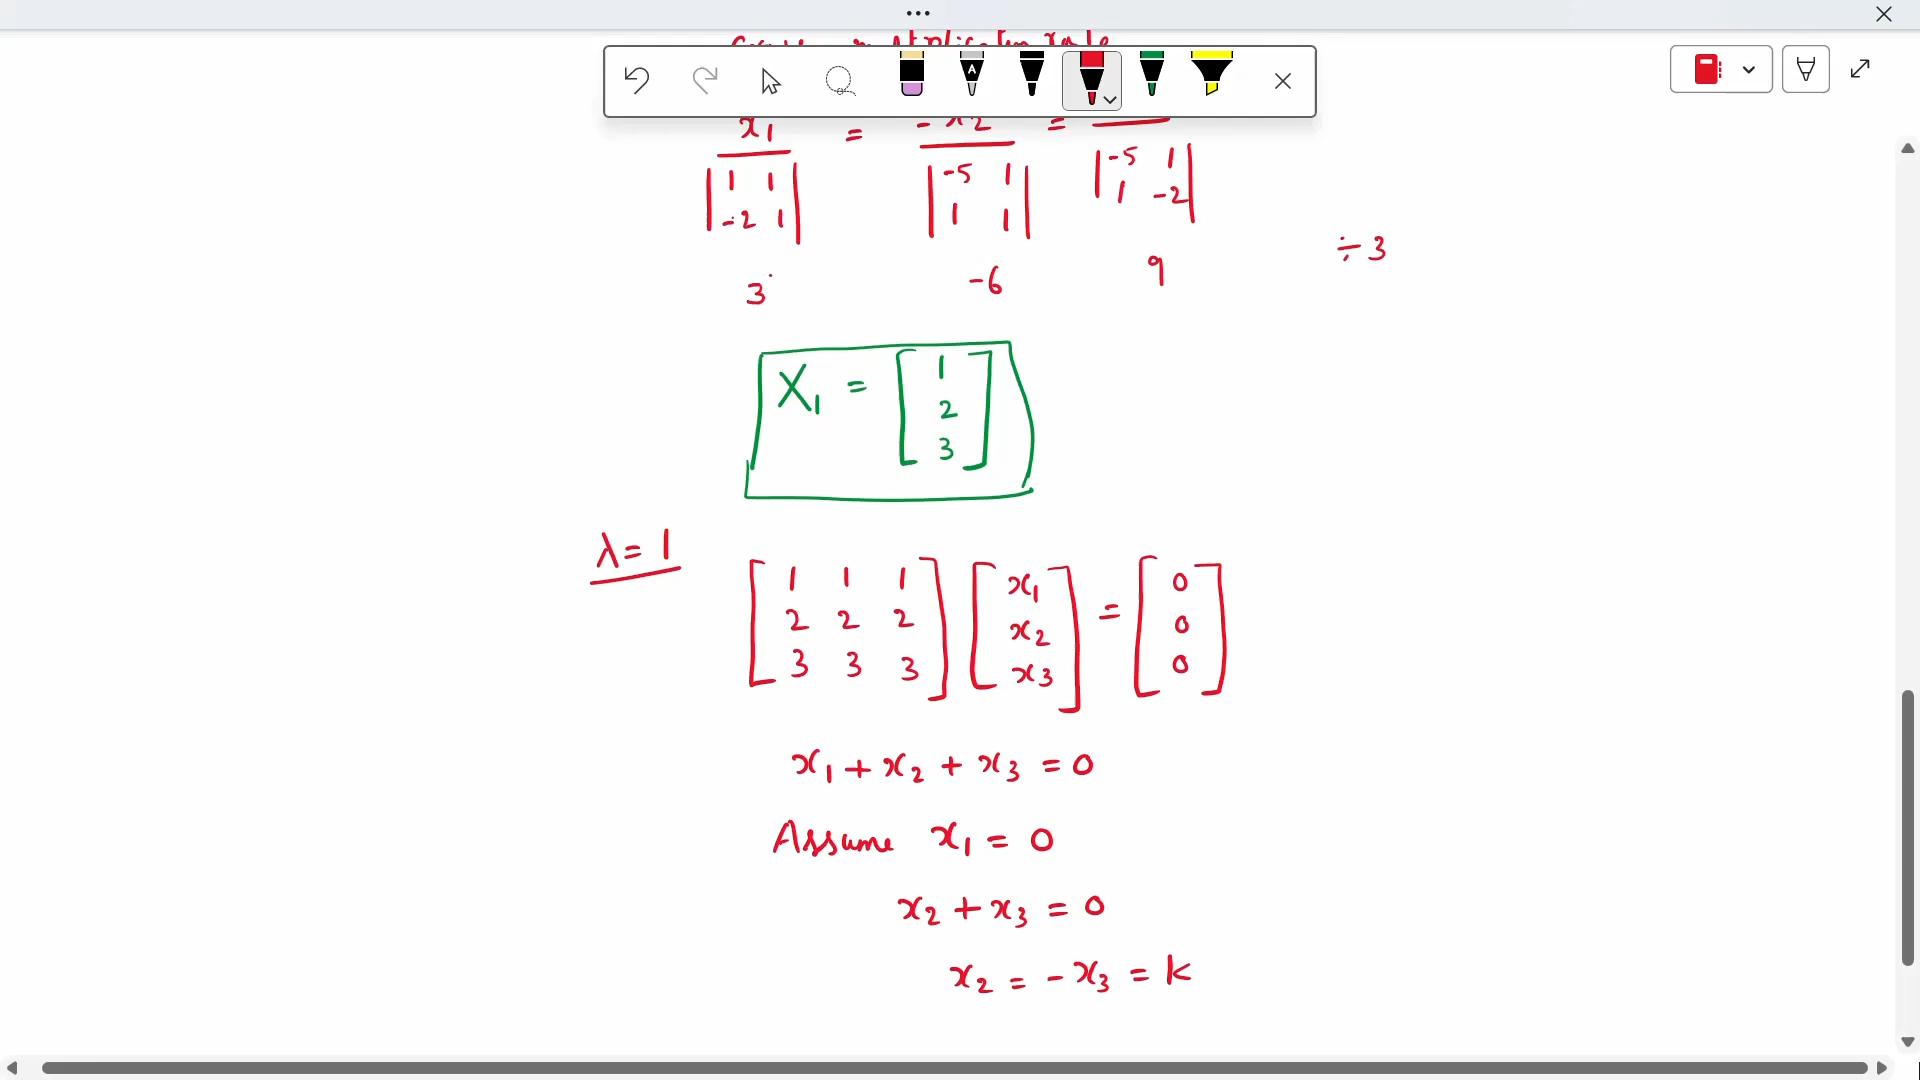 x₁ = - x₂ =
| 1 1 | | -5 1 | | -5 1 |
| -2 1 | | 1 1 | | 1 -2 |
÷ 3
3 -6 9
X₁ = [ 1
2
3 ]
λ = 1
[ 1 1 1 ] [ x₁ ] = [ 0 ]
[ 2 2 2 ] [ x₂ ] [ 0 ]
[ 3 3 3 ] [ x₃ ] [ 0 ]
x₁ + x₂ + x₃ = 0
Assume x₁ = 0
x₂ + x₃ = 0
x₂ = - x₃ = k